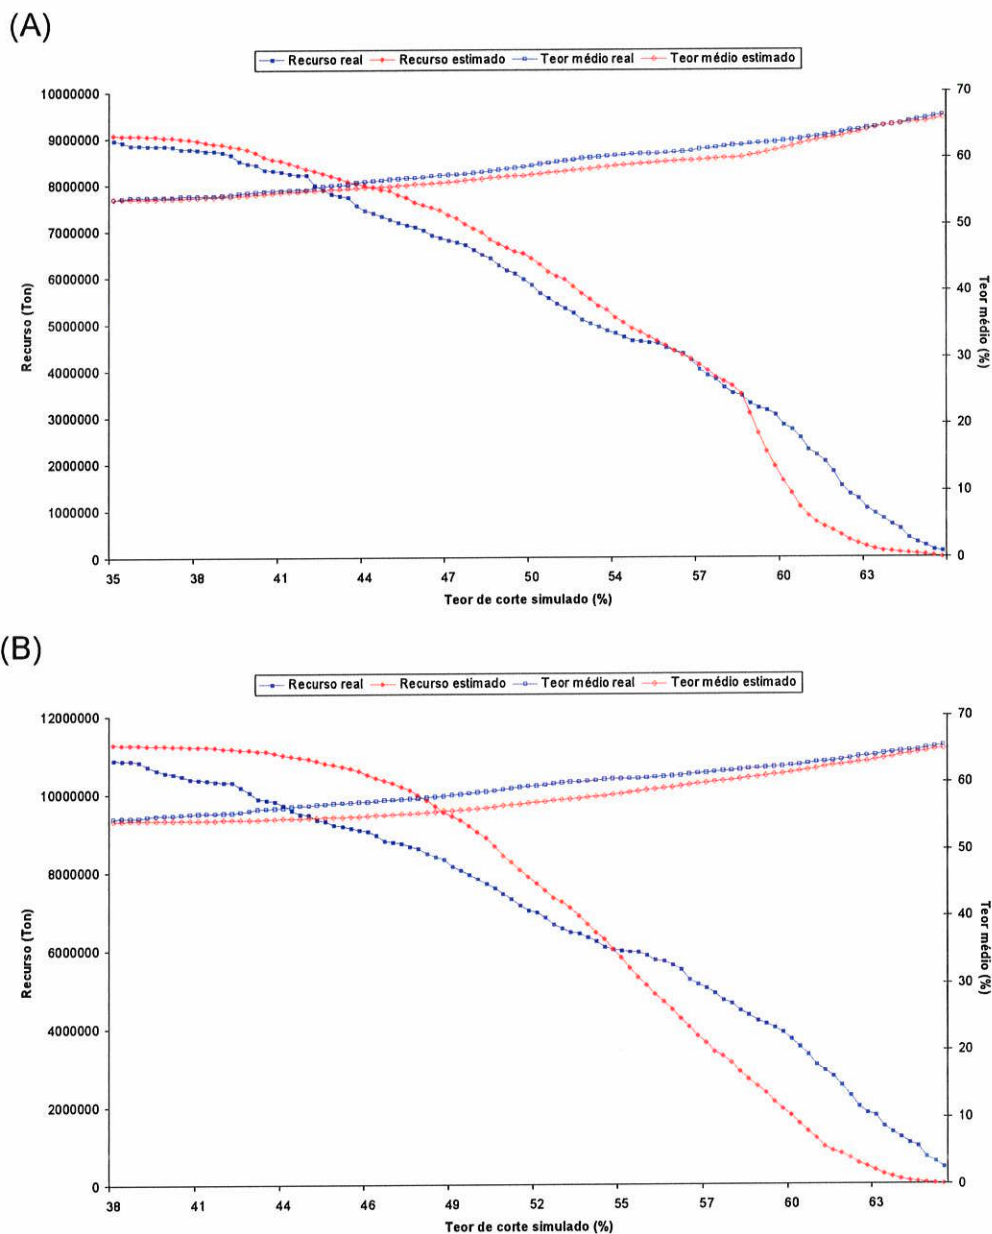 (A)
Recurso real Recurso estimado Teor médio real Teor médio estimado
10000000
9000000
8000000
7000000
6000000
5000000
4000000
3000000
2000000
1000000
0
Recurso (Ton)
70
60
50
40
30
20
10
0
Teor médio (%)
35 38 41 44 47 50 54 57 60 63
Teor de corte simulado (%)
(B)
Recurso real Recurso estimado Teor médio real Teor médio estimado
12000000
10000000
8000000
6000000
4000000
2000000
0
Recurso (Ton)
70
60
50
40
30
20
10
0
Teor médio (%)
38 41 44 46 49 52 55 57 60 63
Teor de corte simulado (%)